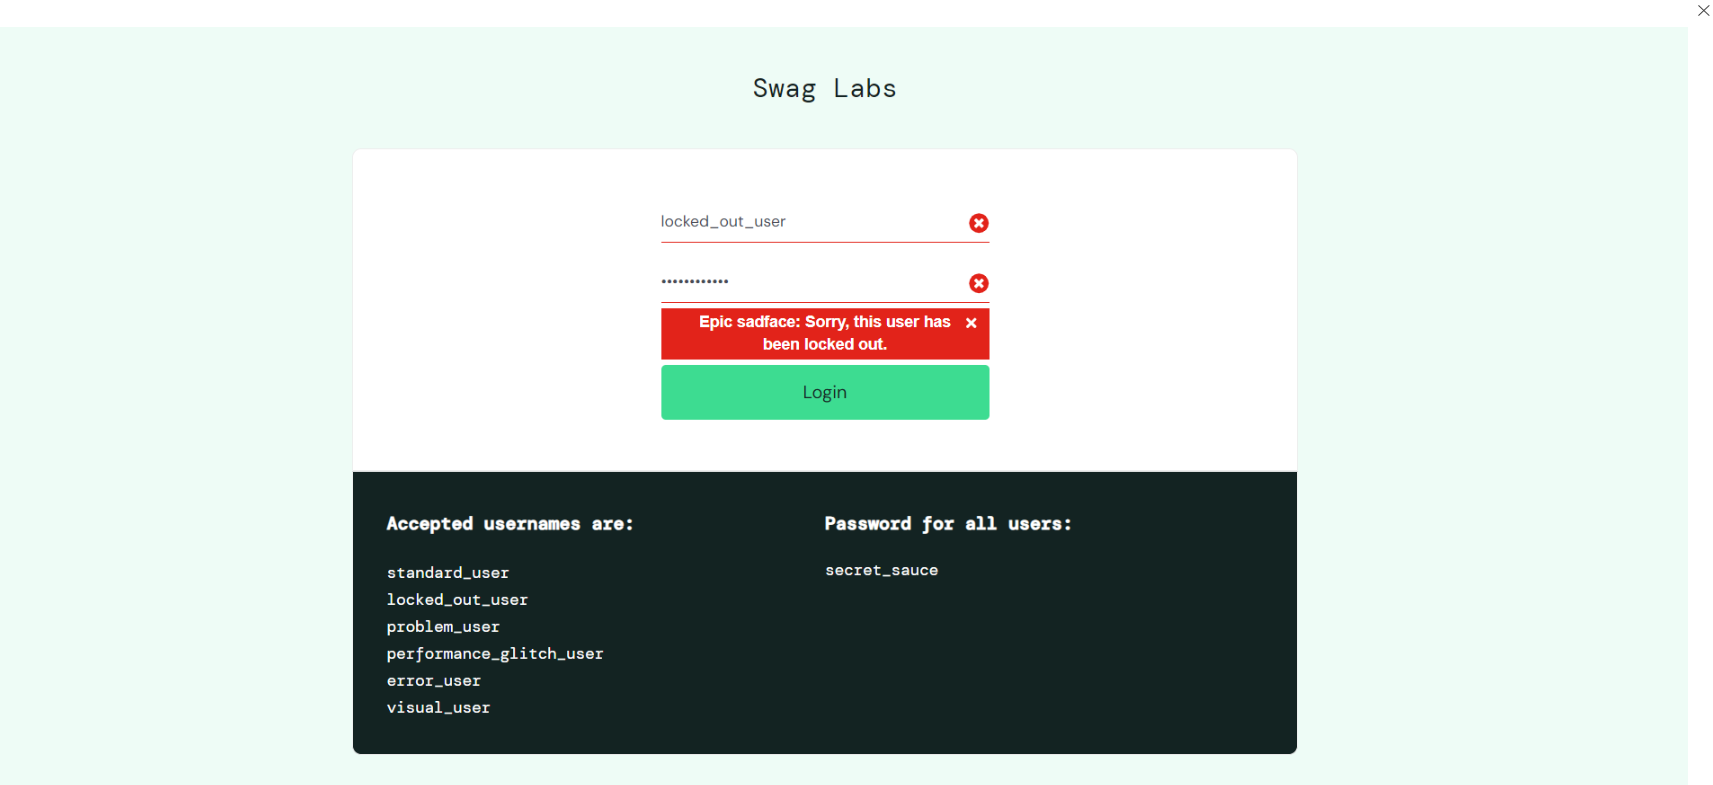 Swag Labs
locked_out_user
••••••••••••
Epic sadface: Sorry, this user has
been locked out.
Login
Accepted usernames are:
standard_user
locked_out_user
problem_user
performance_glitch_user
error_user
visual_user
Password for all users:
secret_sauce